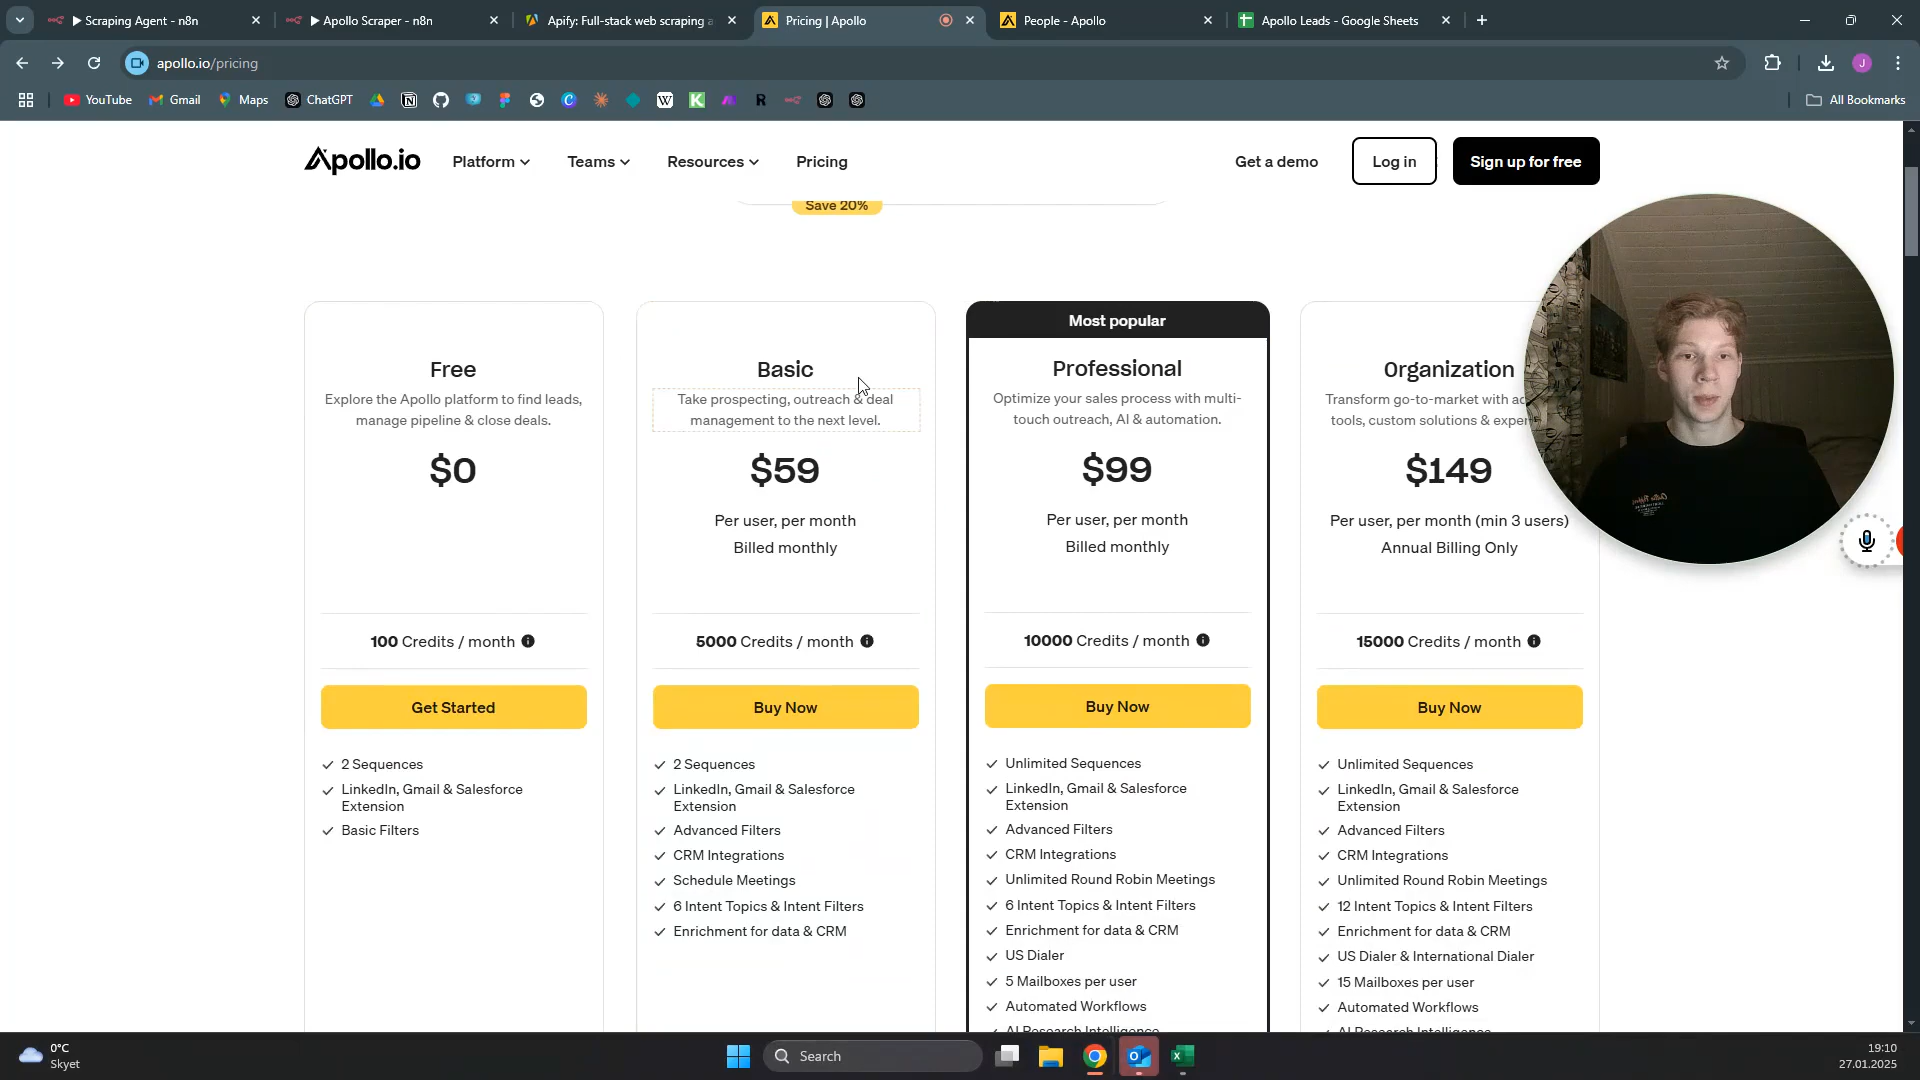 Scraping Agent - n8n
Apollo Scraper - n8n
Apify: Full-stack web scraping a
Pricing | Apollo
People - Apollo
Apollo Leads - Google Sheets
apollo.io/pricing
J
YouTube
Gmail
Maps
ChatGPT
All Bookmarks
Apollo.io
Platform
Teams
Resources
Pricing
Get a demo
Log in
Sign up for free
Save 20%
Free
Explore the Apollo platform to find leads,
manage pipeline & close deals.
$0
100 Credits / month
Get Started
2 Sequences
LinkedIn, Gmail & Salesforce
Extension
Basic Filters
Basic
Take prospecting, outreach & deal
management to the next level.
$59
Per user, per month
Billed monthly
5000 Credits / month
Buy Now
2 Sequences
LinkedIn, Gmail & Salesforce
Extension
Advanced Filters
CRM Integrations
Schedule Meetings
6 Intent Topics & Intent Filters
Enrichment for data & CRM
Most popular
Professional
Optimize your sales process with multi-
touch outreach, AI & automation.
$99
Per user, per month
Billed monthly
10000 Credits / month
Buy Now
Unlimited Sequences
LinkedIn, Gmail & Salesforce
Extension
Advanced Filters
CRM Integrations
Unlimited Round Robin Meetings
6 Intent Topics & Intent Filters
Enrichment for data & CRM
US Dialer
5 Mailboxes per user
Automated Workflows
AI Research Intelligence
Organization
Transform go-to-market with
tools, custom solutions &
$149
Per user, per month (min 3 users)
Annual Billing Only
15000 Credits / month
Buy Now
Unlimited Sequences
LinkedIn, Gmail & Salesforce
Extension
Advanced Filters
CRM Integrations
Unlimited Round Robin Meetings
12 Intent Topics & Intent Filters
Enrichment for data & CRM
US Dialer & International Dialer
15 Mailboxes per user
Automated Workflows
AI Research Intelligence
0°C
Skyet
Search
19:10
27.01.2025